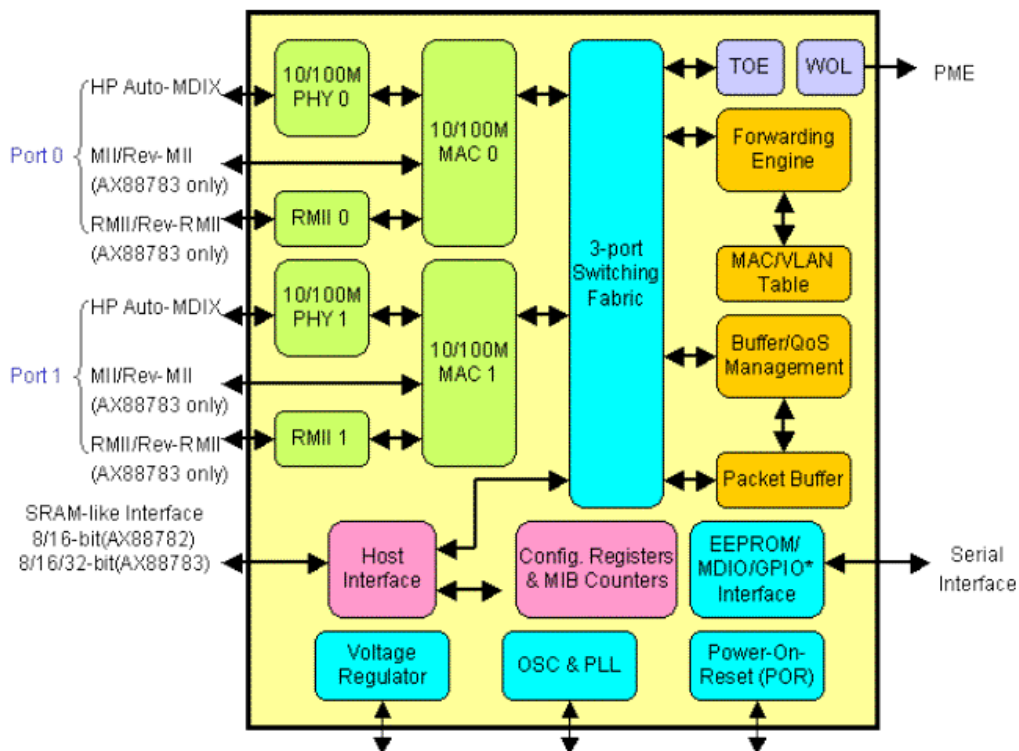 HP Auto-MDIX
Port 0
MII/Rev-MII
(AX88783 only)
RMII/Rev-RMII
(AX88783 only)
10/100M
PHY 0
RMII 0
10/100M
MAC 0
HP Auto-MDIX
Port 1
MII/Rev-MII
(AX88783 only)
RMII/Rev-RMII
(AX88783 only)
10/100M
PHY 1
RMII 1
10/100M
MAC 1
3-port
Switching
Fabric
TOE
WOL
PME
Forwarding
Engine
MAC/VLAN
Table
Buffer/QoS
Management
Packet Buffer
SRAM-like Interface
8/16-bit(AX88782)
8/16/32-bit(AX88783)
Host
Interface
Config. Registers
& MIB Counters
EEPROM/
MDIO/GPIO*
Interface
Serial
Interface
Voltage
Regulator
OSC & PLL
Power-On-
Reset (POR)